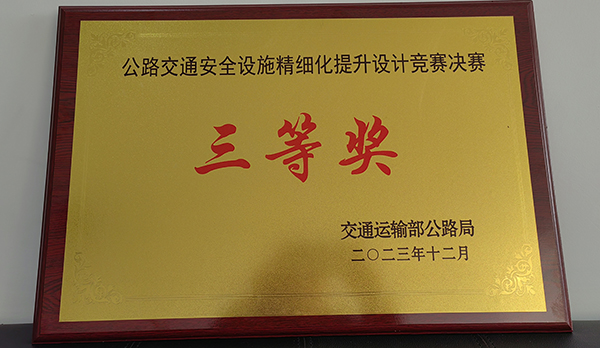 公路交通安全设施精细化提升设计竞赛决赛
三等奖
交通运输部公路局
二〇二三年十二月